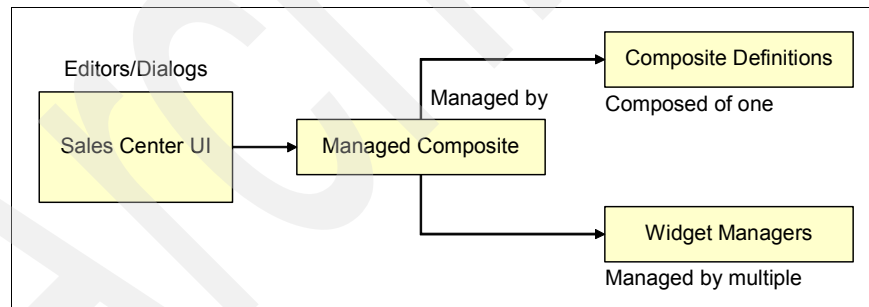 Editors/Dialogs
Sales Center UI
Managed Composite
Managed by
Composite Definitions
Composed of one
Widget Managers
Managed by multiple